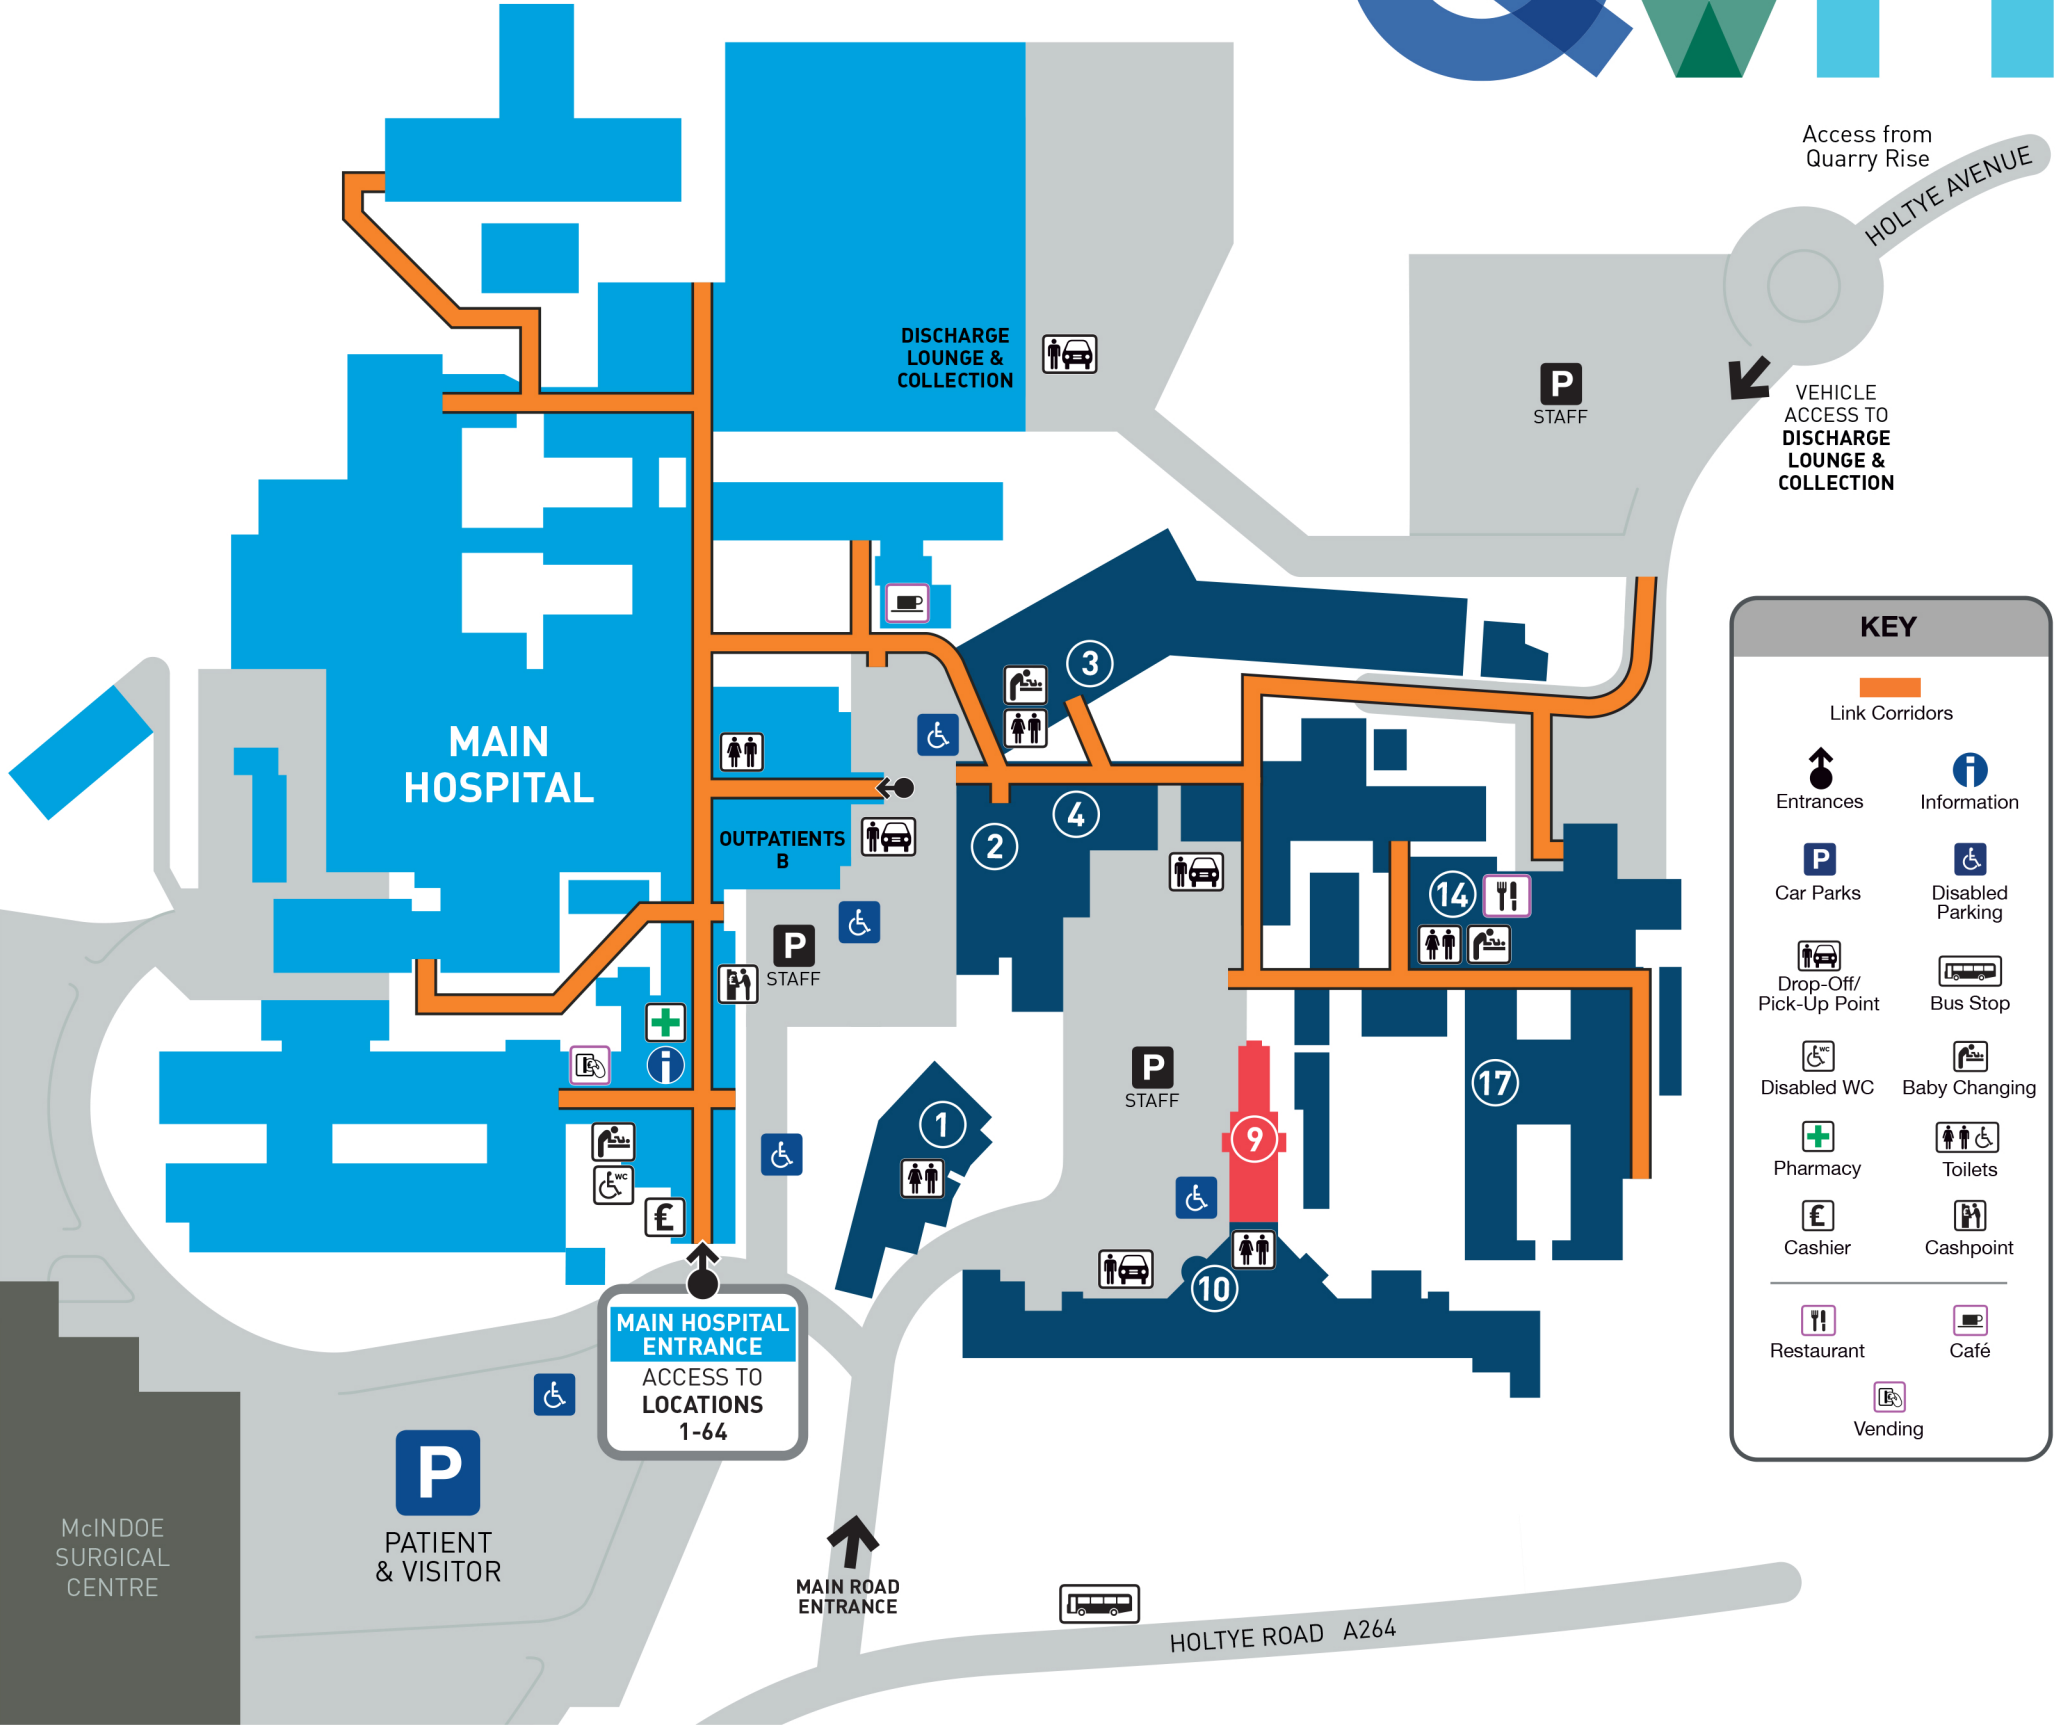 Access from
Quarry Rise
HOLTYE AVENUE
DISCHARGE
LOUNGE &
COLLECTION
P
STAFF
VEHICLE
ACCESS TO
DISCHARGE
LOUNGE &
COLLECTION
3
MAIN
HOSPITAL
4
2
OUTPATIENTS
B
14
P
STAFF
i
P
STAFF
17
1
9
WC
£
10
MAIN HOSPITAL
ENTRANCE
ACCESS TO
LOCATIONS
1-64
P
PATIENT
& VISITOR
McINDOE
SURGICAL
CENTRE
MAIN ROAD
ENTRANCE
HOLTYE ROAD A264
KEY
Link Corridors
i
Entrances
Information
P
Car Parks
Disabled
Parking
Drop-Off/
Pick-Up Point
Bus Stop
WC
Disabled WC
Baby Changing
Pharmacy
Toilets
£
Cashier
Cashpoint
Restaurant
Café
Vending